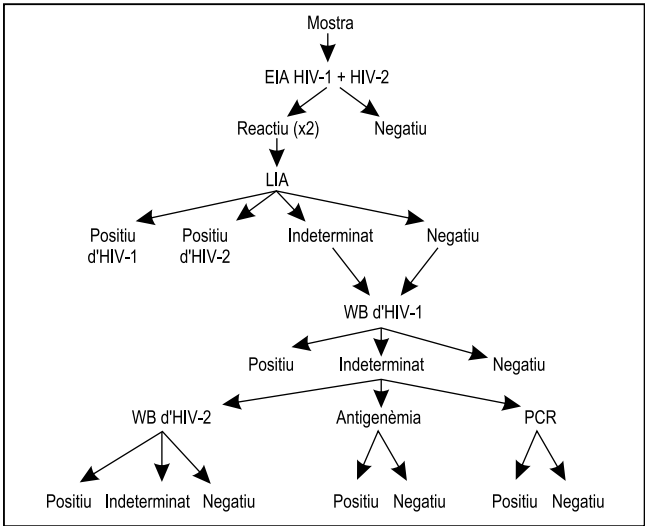 Mostra
EIA HIV-1 + HIV-2
Reactiu (x2) Negatiu
LIA
Positiu d'HIV-1
Positiu d'HIV-2
Indeterminat
Negatiu
WB d'HIV-1
Positiu Indeterminat Negatiu
WB d'HIV-2 Antigenèmia PCR
Positiu Indeterminat Negatiu Positiu Negatiu Positiu Negatiu